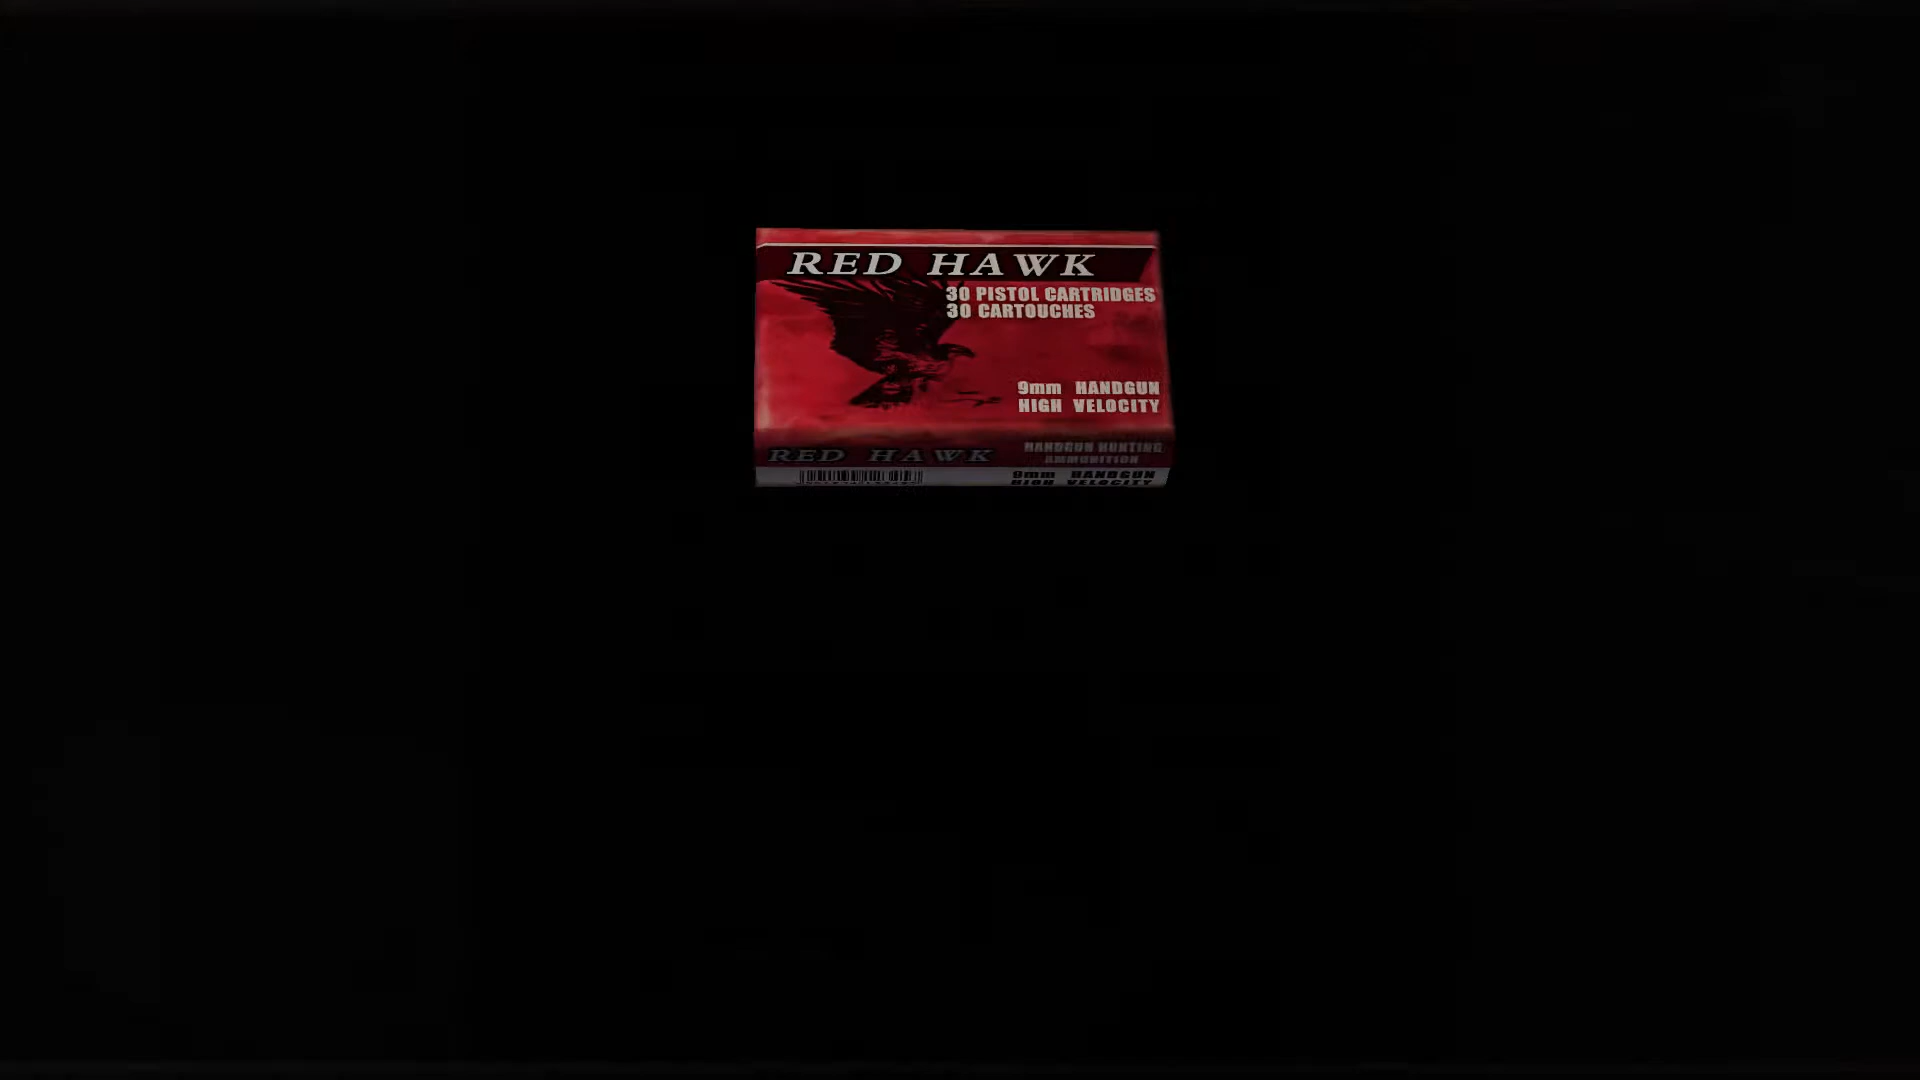 RED HAWK
30 PISTOL CARTRIDGES
30 CARTOUCHES
9mm HANDGUN
HIGH VELOCITY
RED HAWK
HANDGUN HUNTING
AMMUNITION
9mm HANDGUN
HIGH VELOCITY